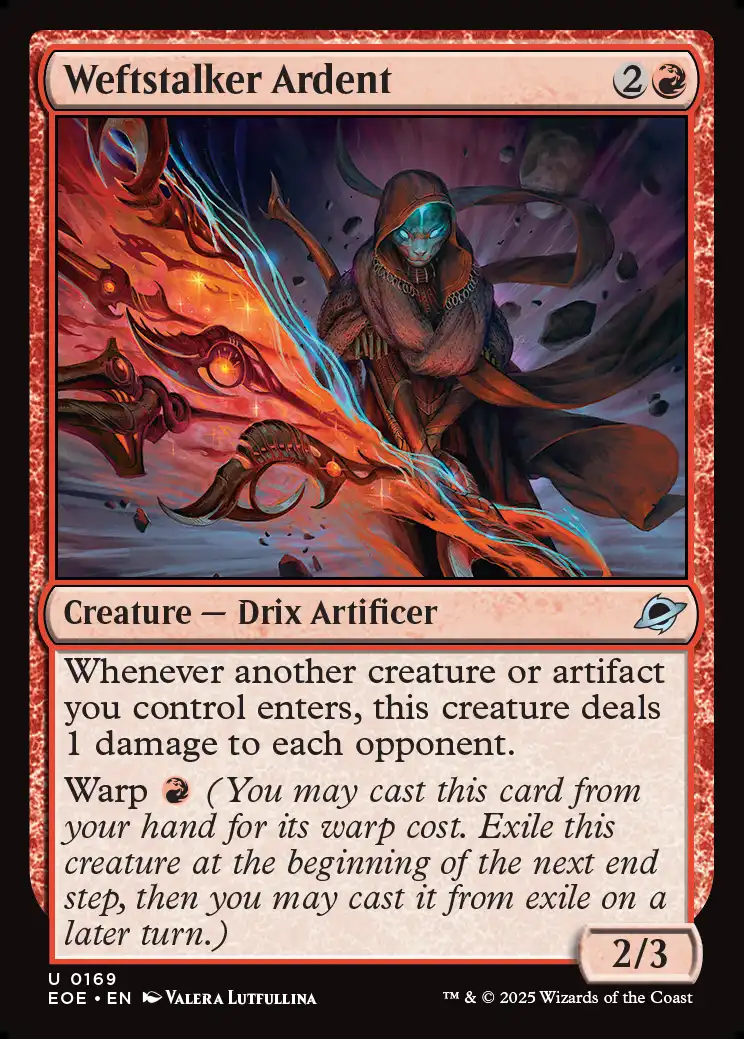 Weftstalker Ardent 2
Creature — Drix Artificer
Whenever another creature or artifact
you control enters, this creature deals
1 damage to each opponent.
Warp (You may cast this card from
your hand for its warp cost. Exile this
creature at the beginning of the next end
step, then you may cast it from exile on a
later turn.)
2/3
U 0169
EOE • EN Valera Lutfullina
™ & © 2025 Wizards of the Coast